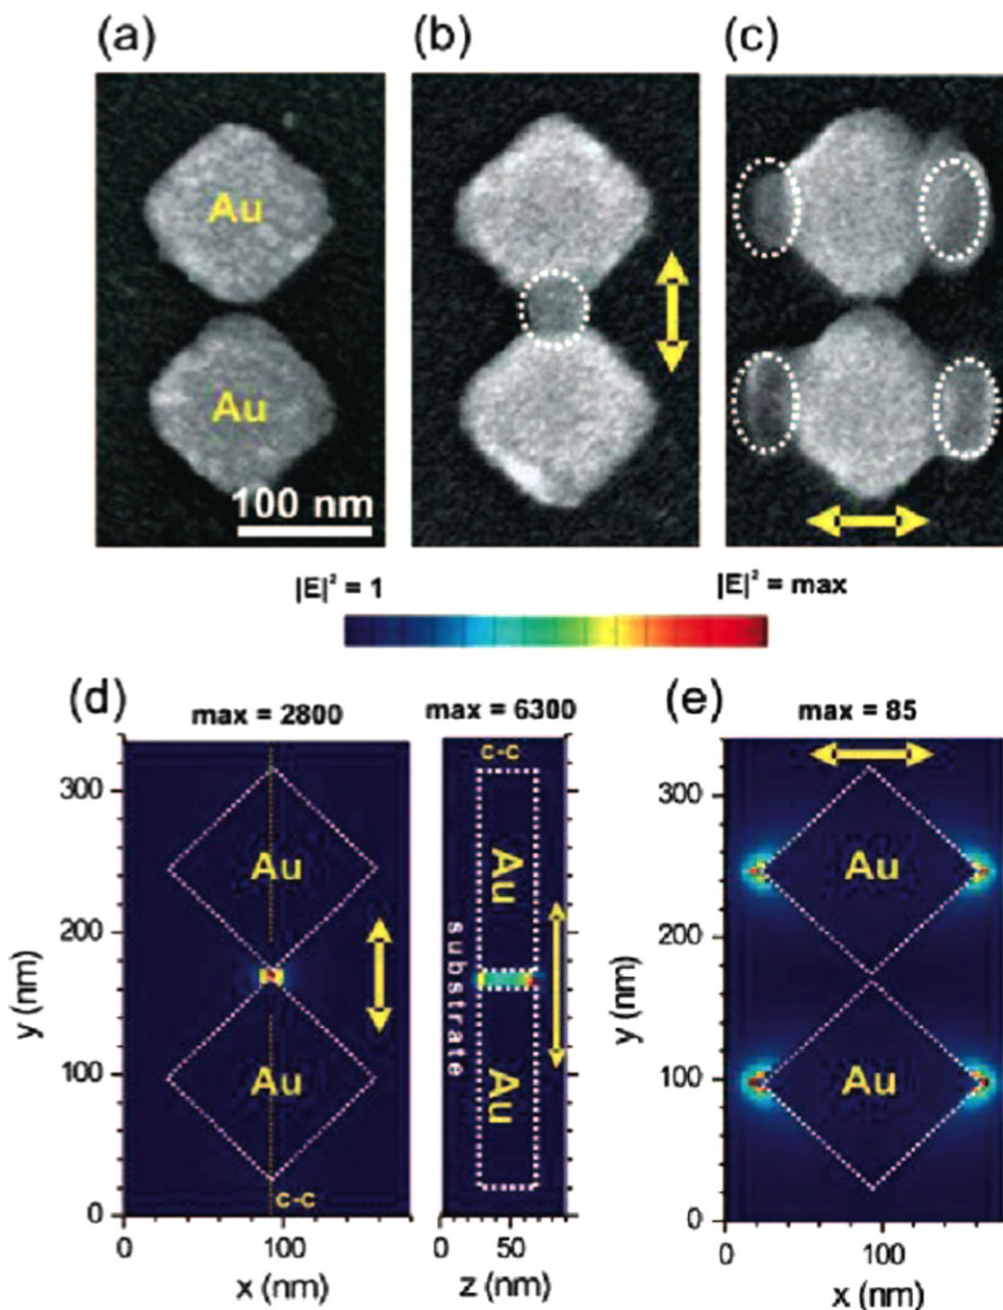 (a)
(b)
(c)
Au
Au
100 nm
|E|² = 1
|E|² = max
(d)
max = 2800
max = 6300
(e)
max = 85
300
200
100
0
y (nm)
Au
Au
C-C
0
100
x (nm)
C-C
Au
Au
substrate
0
50
z (nm)
300
200
100
0
y (nm)
Au
Au
0
100
x (nm)